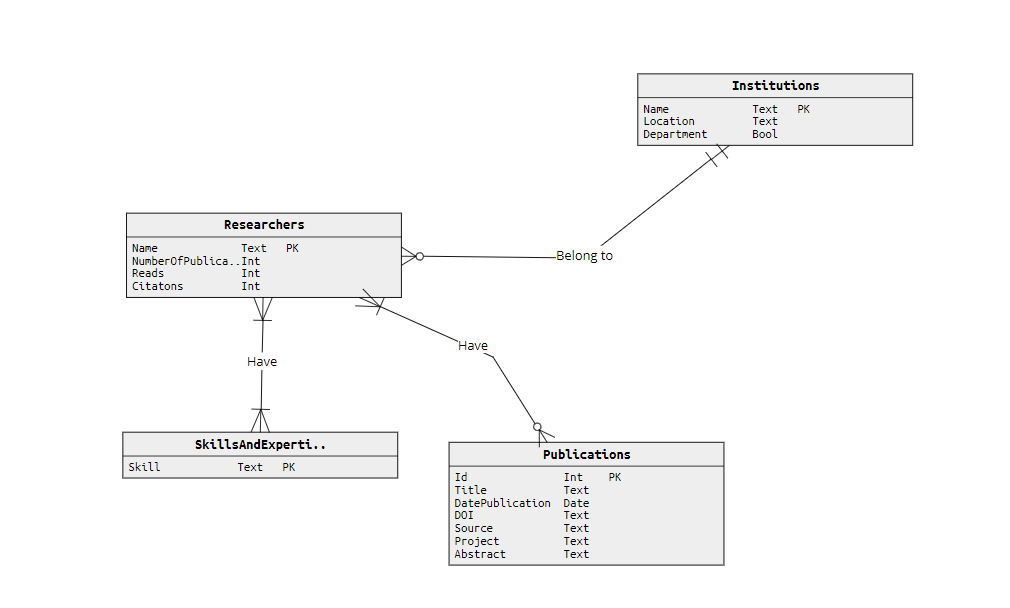 Institutions
Name Text PK
Location Text
Department Bool
Researchers
Name Text PK
NumberOfPublica..Int
Reads Int
Citatons Int
Belong to
Have
Have
SkillsAndExperti..
Skill Text PK
Publications
Id Int PK
Title Text
DatePublication Date
DOI Text
Source Text
Project Text
Abstract Text